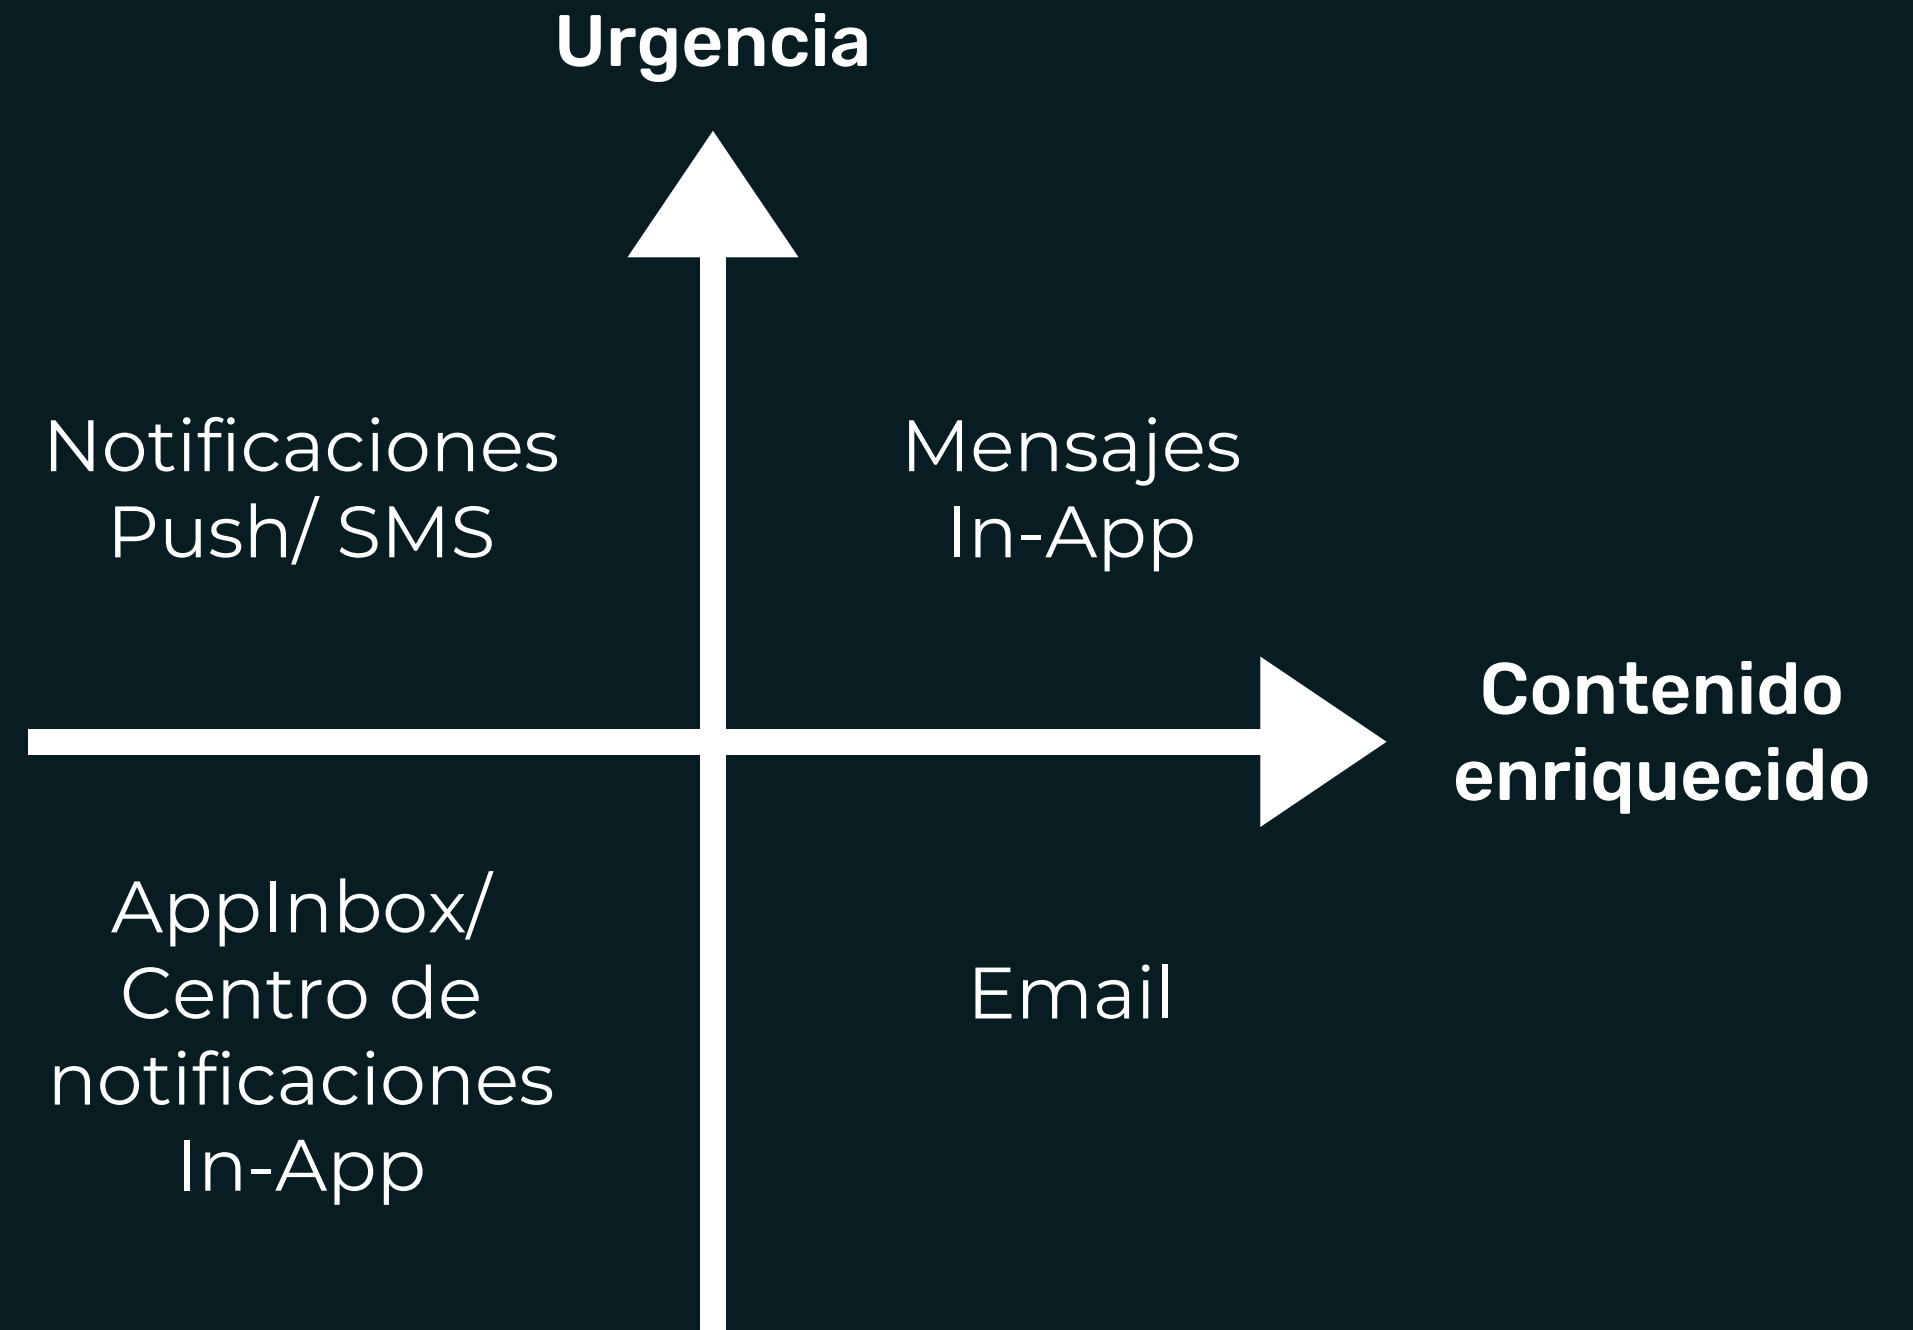 Urgencia
Notificaciones
Push/ SMS
Mensajes
In-App
Contenido
enriquecido
AppInbox/
Centro de
notificaciones
In-App
Email